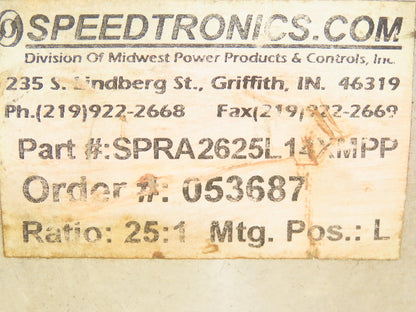 SPEEDTRONICS.COM
Division Of Midwest Power Products & Controls, Inc.
235 S. Lindberg St., Griffith, IN. 46319
Ph.(219)922-2668 Fax(219)922-2669
Part #:SPRA2625L14XMPP
Order #: 053687
Ratio: 25:1 Mtg. Pos.: L